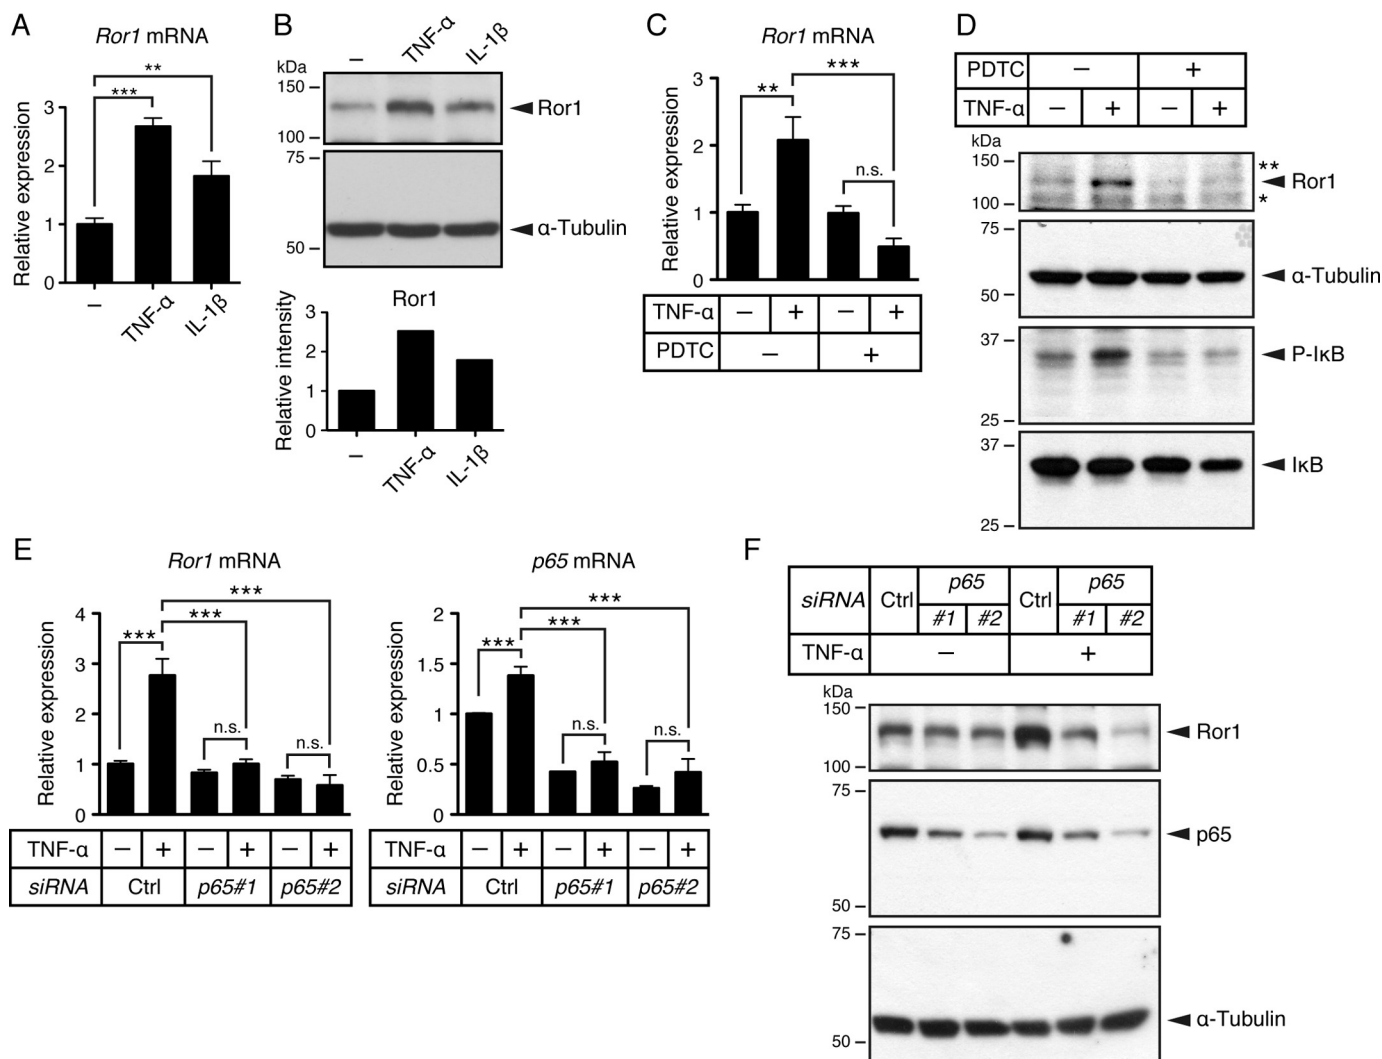 A
Ror1 mRNA
**
***
Relative expression
3
2
1
0
–
TNF-α
IL-1β
B
–
TNF-α
IL-1β
kDa
150
100
Ror1
75
50
α-Tubulin
Ror1
Relative intensity
3
2
1
0
–
TNF-α
IL-1β
C
Ror1 mRNA
***
**
n.s.
Relative expression
3
2
1
0
TNF-α – + – +
PDTC – +
D
PDTC – +
TNF-α – + – +
kDa
150
100
**
Ror1
*
75
50
α-Tubulin
37
25
P-IκB
37
25
IκB
E
Ror1 mRNA
***
***
***
n.s.
n.s.
Relative expression
4
3
2
1
0
TNF-α – + – + – +
siRNA Ctrl p65#1 p65#2
p65 mRNA
***
***
***
n.s.
n.s.
Relative expression
2
1.5
1
0.5
0
TNF-α – + – + – +
siRNA Ctrl p65#1 p65#2
F
siRNA Ctrl p65 Ctrl p65
#1 #2 #1 #2
TNF-α – +
kDa
150
100
Ror1
75
50
p65
75
50
α-Tubulin